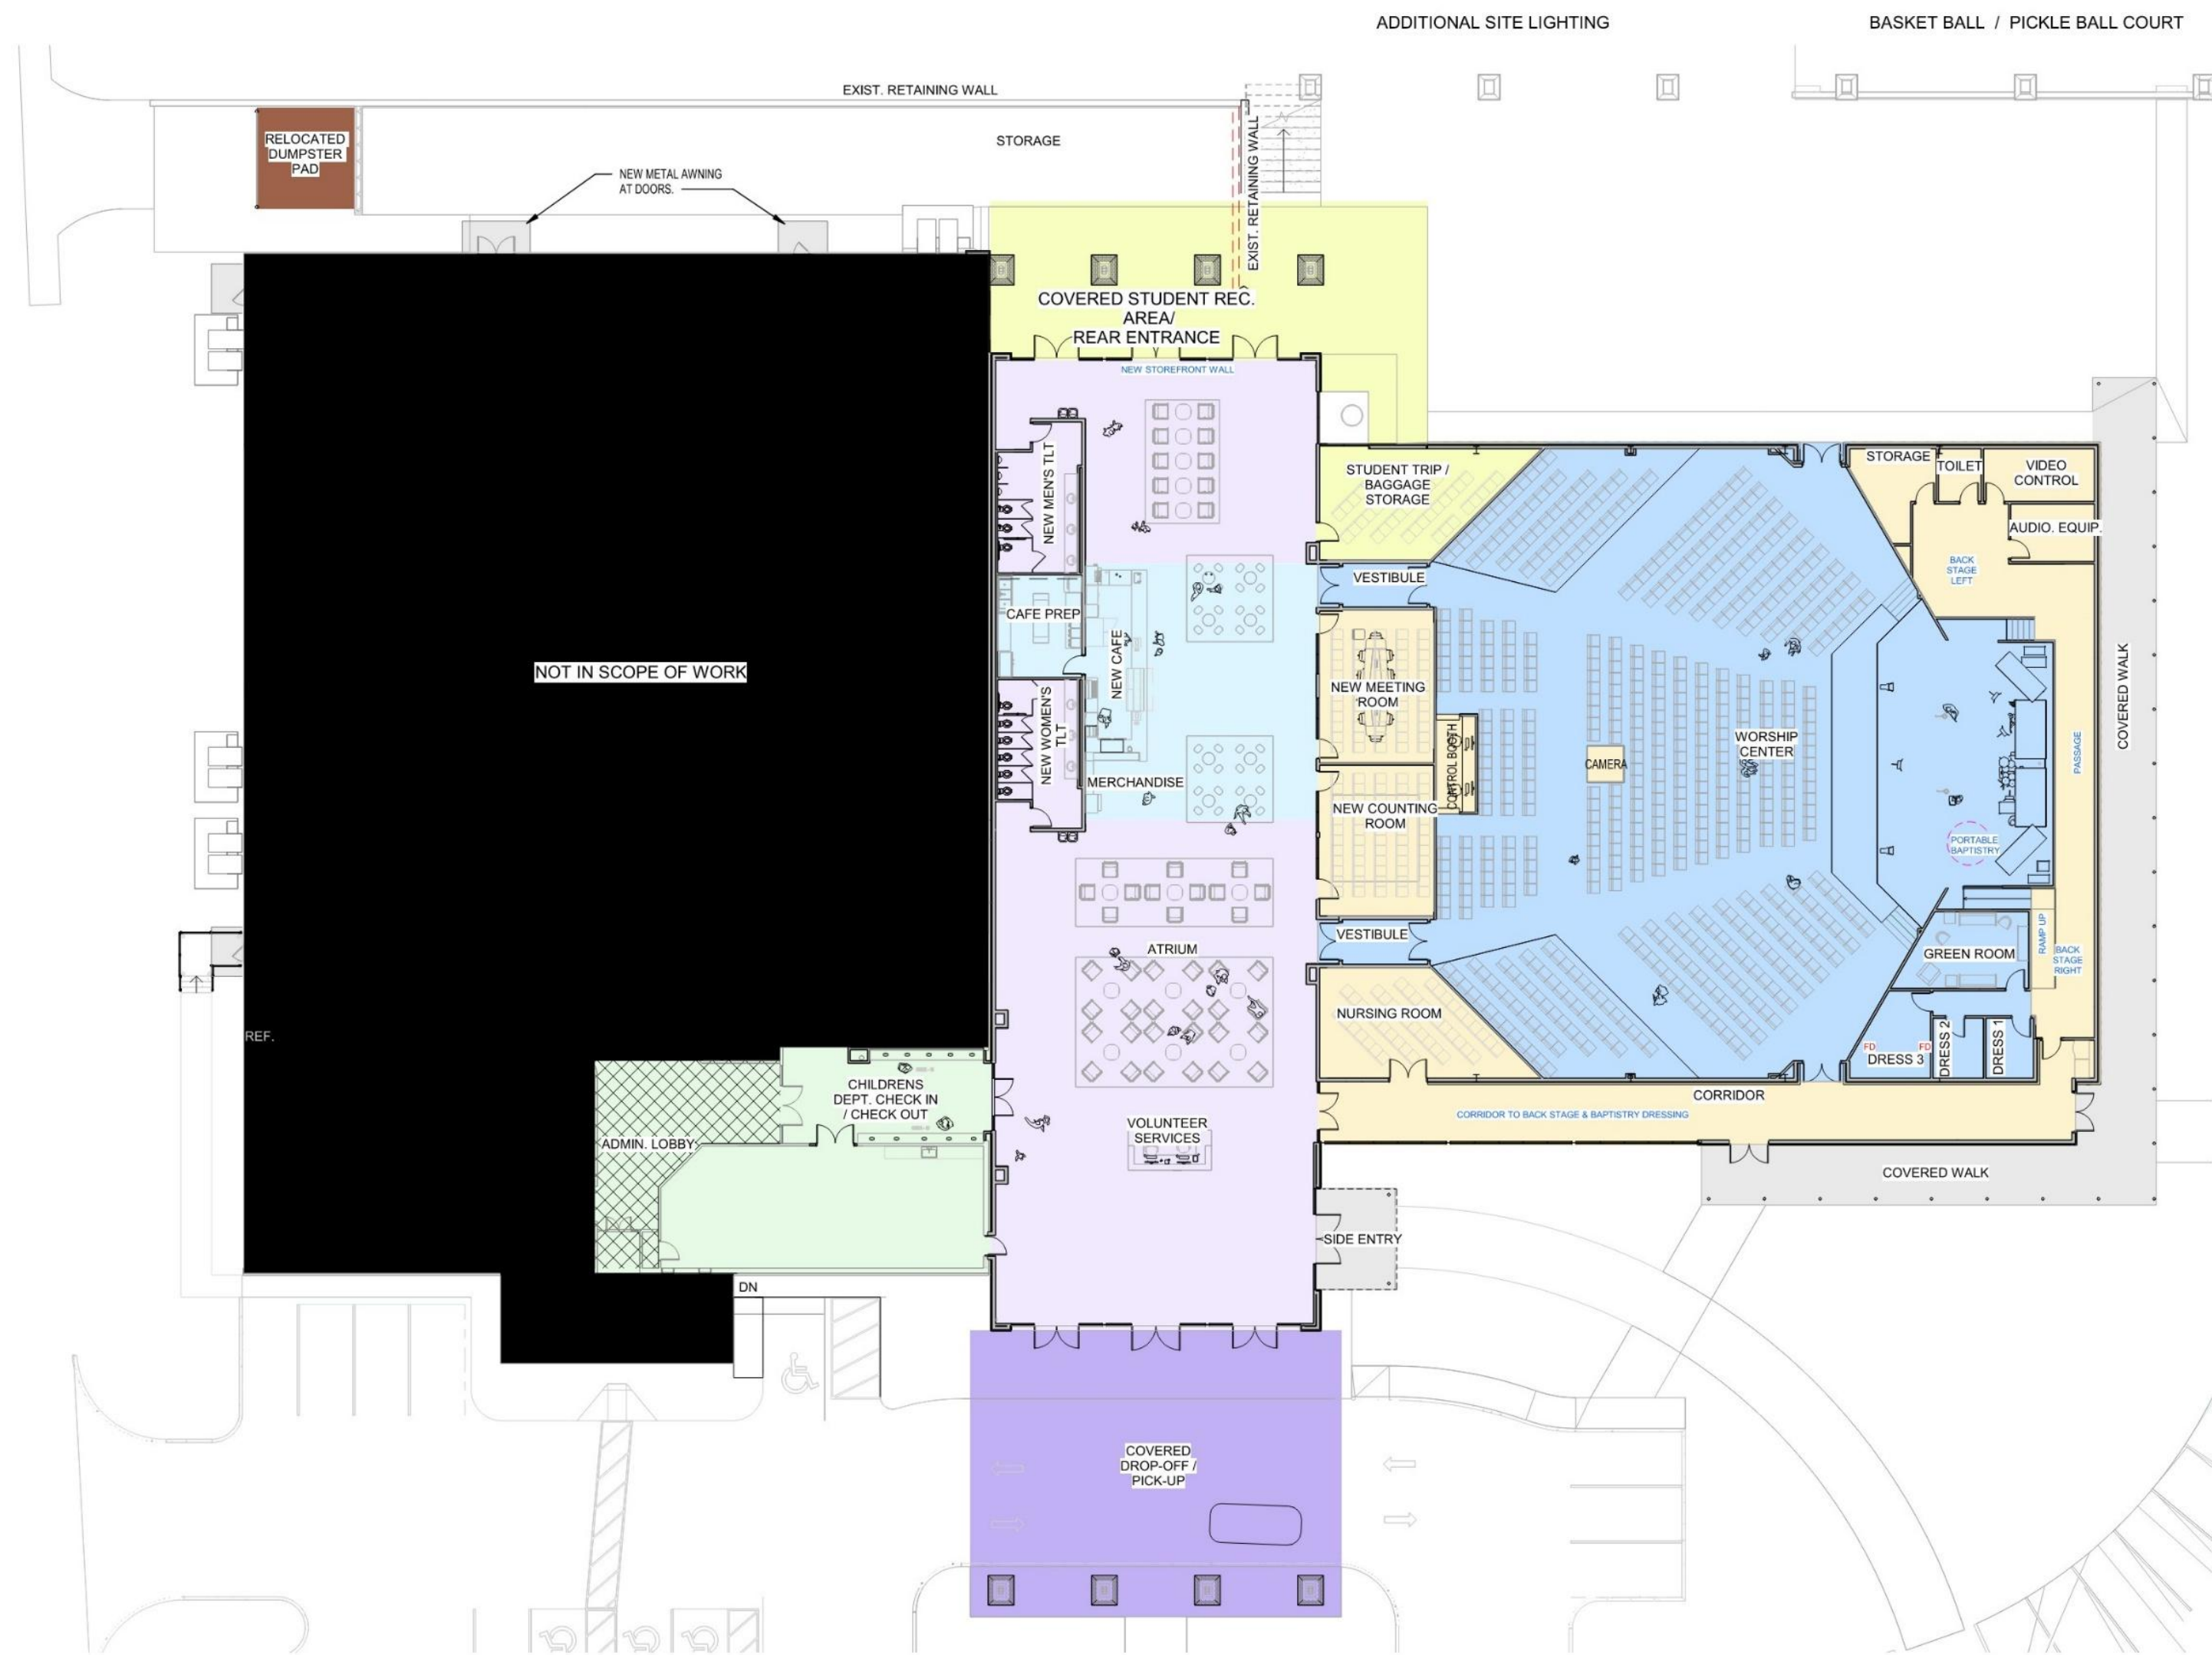 ADDITIONAL SITE LIGHTING
BASKET BALL / PICKLE BALL COURT
EXIST. RETAINING WALL
RELOCATED
DUMPSTER
PAD
STORAGE
NEW METAL AWNING
AT DOORS.
EXIST. RETAINING WALL
COVERED STUDENT REC.
AREA/
REAR ENTRANCE
NEW STOREFRONT WALL
NEW MEN'S TLT
STUDENT TRIP /
BAGGAGE
STORAGE
STORAGE
TOILET
VIDEO
CONTROL
AUDIO. EQUIP.
BACK
STAGE
LEFT
VESTIBULE
CAFE PREP
NEW CAFE
NOT IN SCOPE OF WORK
NEW MEETING
ROOM
NEW WOMEN'S
TLT
MERCHANDISE
CONTROL BOOTH
CAMERA
WORSHIP
CENTER
PASSAGE
COVERED WALK
NEW COUNTING
ROOM
PORTABLE
BAPTISTRY
VESTIBULE
ATRIUM
GREEN ROOM
RAMP UP
BACK
STAGE
RIGHT
NURSING ROOM
REF.
FD
FD
DRESS 3
DRESS 2
DRESS 1
CHILDRENS
DEPT. CHECK IN
/ CHECK OUT
CORRIDOR
CORRIDOR TO BACK STAGE & BAPTISTRY DRESSING
VOLUNTEER
SERVICES
ADMIN. LOBBY
COVERED WALK
SIDE ENTRY
DN
COVERED
DROP-OFF /
PICK-UP